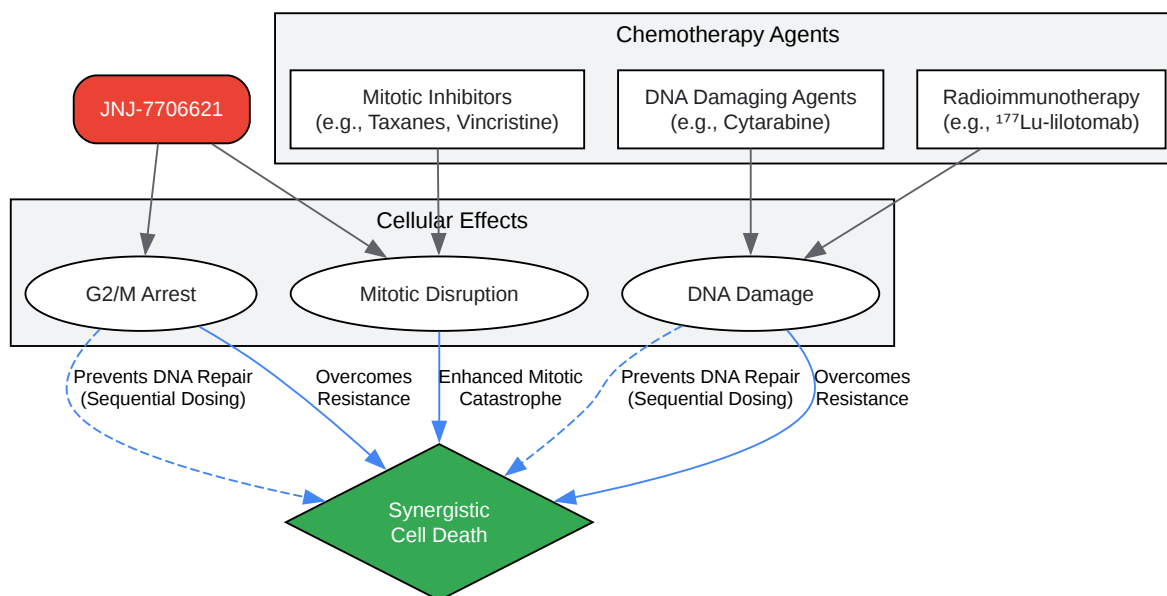 Chemotherapy Agents
JNJ-7706621
Mitotic Inhibitors
(e.g., Taxanes, Vincristine)
DNA Damaging Agents
(e.g., Cytarabine)
Radioimmunotherapy
(e.g., ¹⁷⁷Lu-lilotomab)
Cellular Effects
G2/M Arrest
Mitotic Disruption
DNA Damage
Prevents DNA Repair
(Sequential Dosing)
Overcomes
Resistance
Enhanced Mitotic
Catastrophe
Prevents DNA Repair
(Sequential Dosing)
Overcomes
Resistance
Synergistic
Cell Death